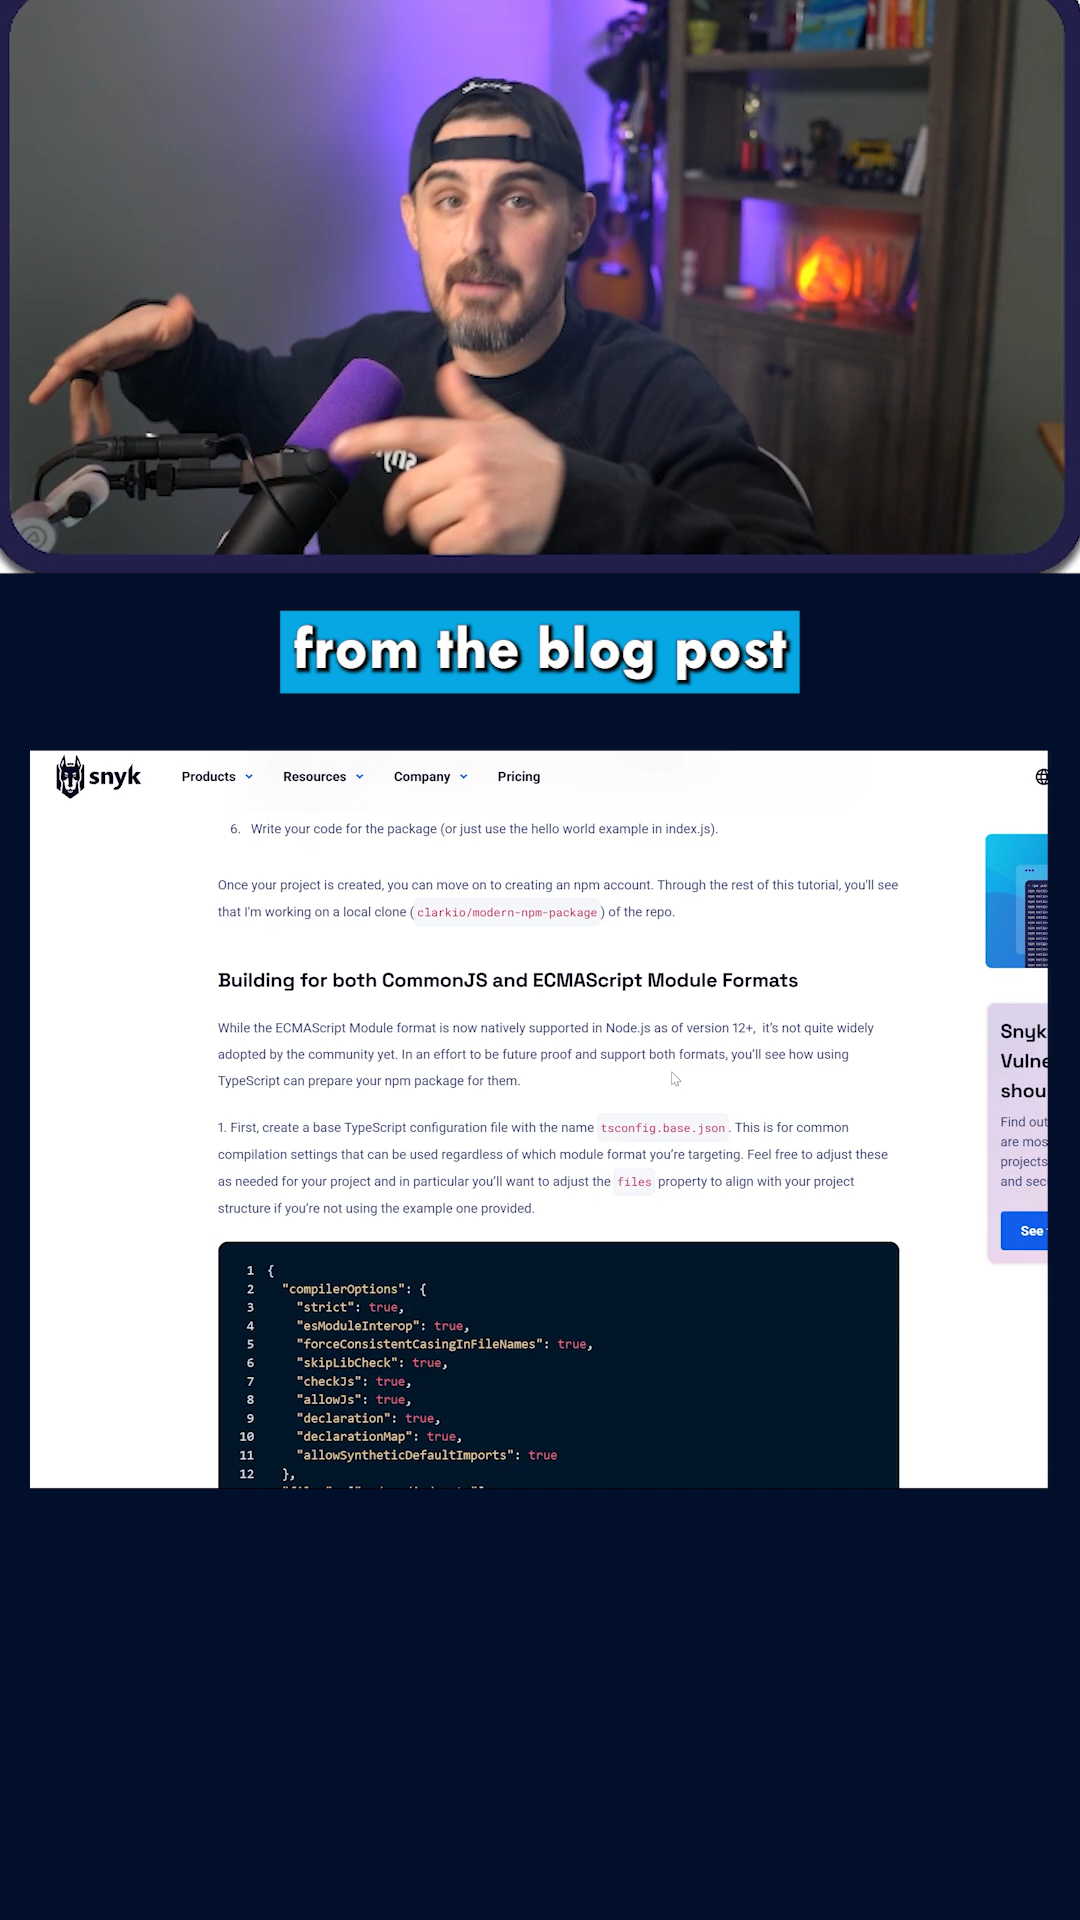 from the blog post
snyk Products Resources Company Pricing
6. Write your code for the package (or just use the hello world example in index.js).
Once your project is created, you can move on to creating an npm account. Through the rest of this tutorial, you'll see
that I'm working on a local clone (clarkio/modern-npm-package) of the repo.
Building for both CommonJS and ECMAScript Module Formats
While the ECMAScript Module format is now natively supported in Node.js as of version 12+, it's not quite widely
adopted by the community yet. In an effort to be future proof and support both formats, you'll see how using
TypeScript can prepare your npm package for them.
1. First, create a base TypeScript configuration file with the name tsconfig.base.json. This is for common
compilation settings that can be used regardless of which module format you're targeting. Feel free to adjust these
as needed for your project and in particular you'll want to adjust the files property to align with your project
structure if you're not using the example one provided.
1 {
2 "compilerOptions": {
3 "strict": true,
4 "esModuleInterop": true,
5 "forceConsistentCasingInFileNames": true,
6 "skipLibCheck": true,
7 "checkJs": true,
8 "allowJs": true,
9 "declaration": true,
10 "declarationMap": true,
11 "allowSyntheticDefaultImports": true
12 },
Snyk
Vulne
shou
Find out
are mos
projects
and sec
See